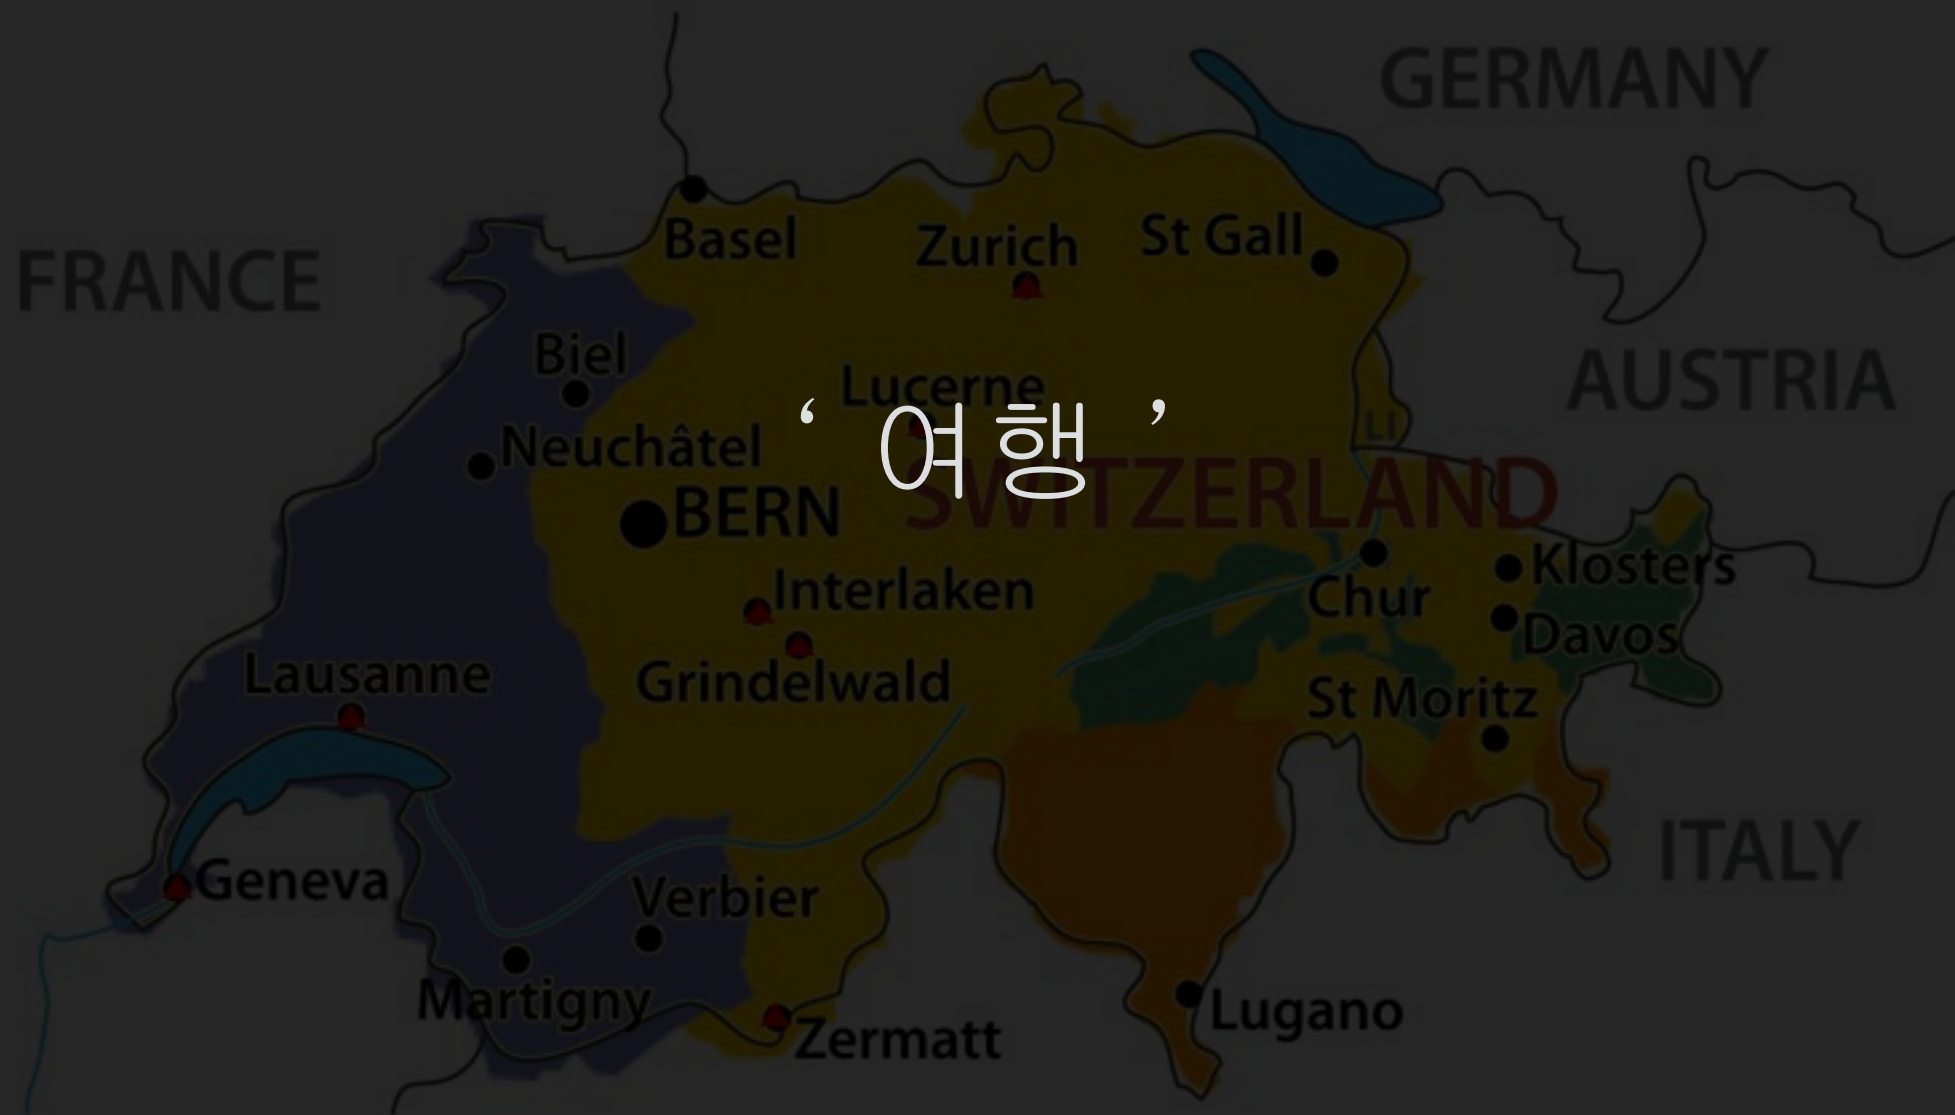 GERMANY
FRANCE
Basel
Zurich
St Gall
Biel
Lucerne
AUSTRIA
‘ 여행 ’
LI
Neuchâtel
SWITZERLAND
BERN
Klosters
Interlaken
Chur
Davos
Lausanne
Grindelwald
St Moritz
ITALY
Geneva
Verbier
Martigny
Lugano
Zermatt